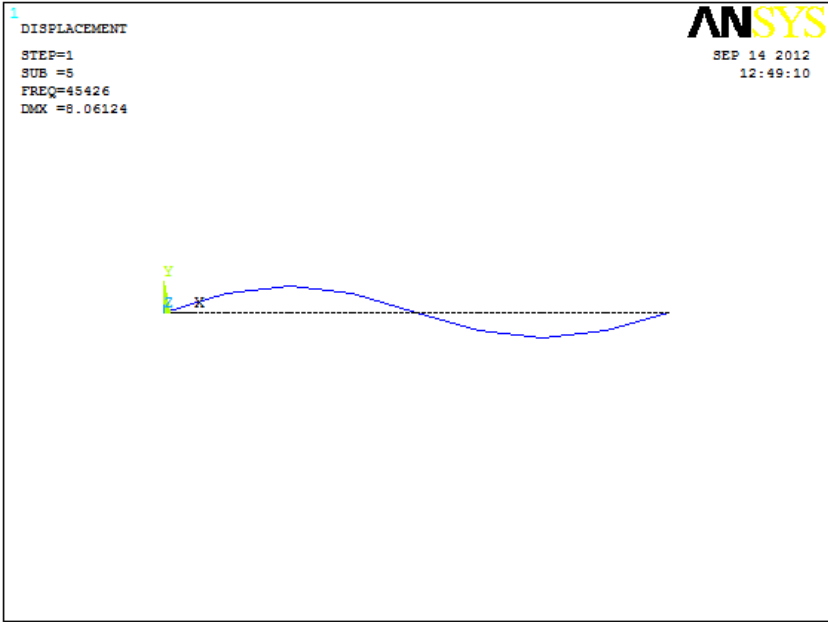 1
DISPLACEMENT
STEP=1
SUB =5
FREQ=45426
DMX =8.06124
ANSYS
SEP 14 2012
12:49:10
Y
Z X